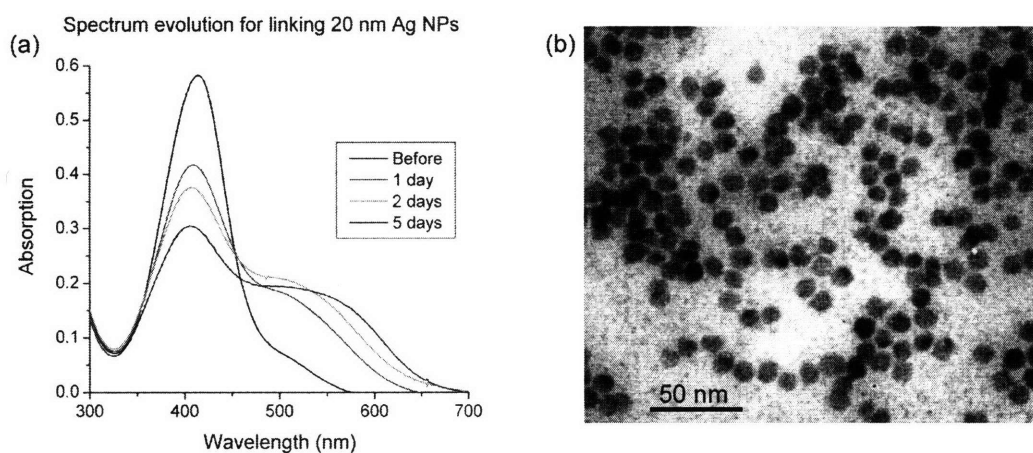 Spectrum evolution for linking 20 nm Ag NPs
(a)
0.6
0.5
0.4
0.3
0.2
0.1
0.0
Absorption
Before
1 day
2 days
5 days
300 400 500 600 700
Wavelength (nm)
(b)
50 nm